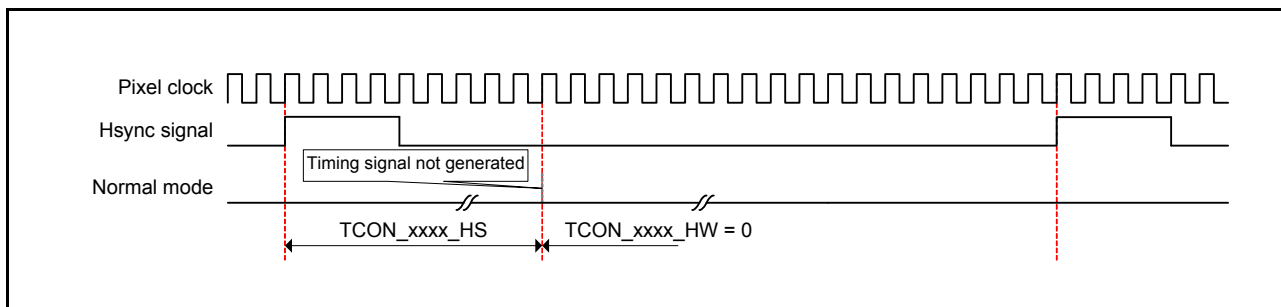 Pixel clock
Hsync signal
Timing signal not generated
Normal mode
TCON_xxxx_HS
TCON_xxxx_HW = 0